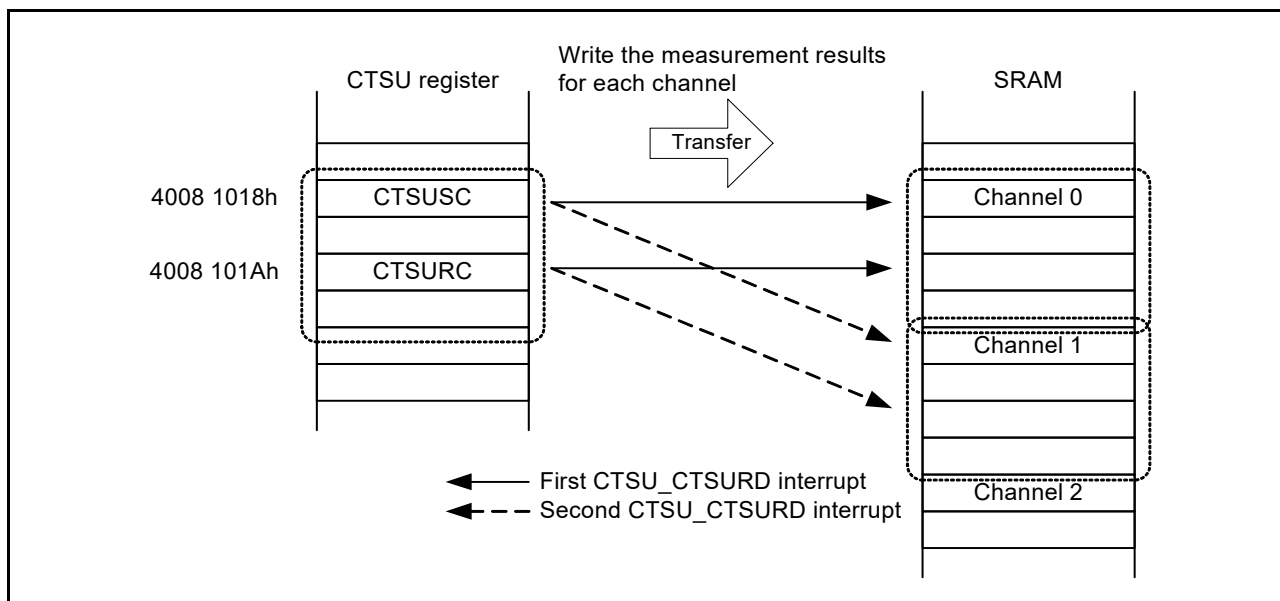 Write the measurement results
for each channel
CTSU register
SRAM
Transfer
4008 1018h
CTSUSC
Channel 0
4008 101Ah
CTSURC
Channel 1
First CTSU_CTSURD interrupt
Second CTSU_CTSURD interrupt
Channel 2